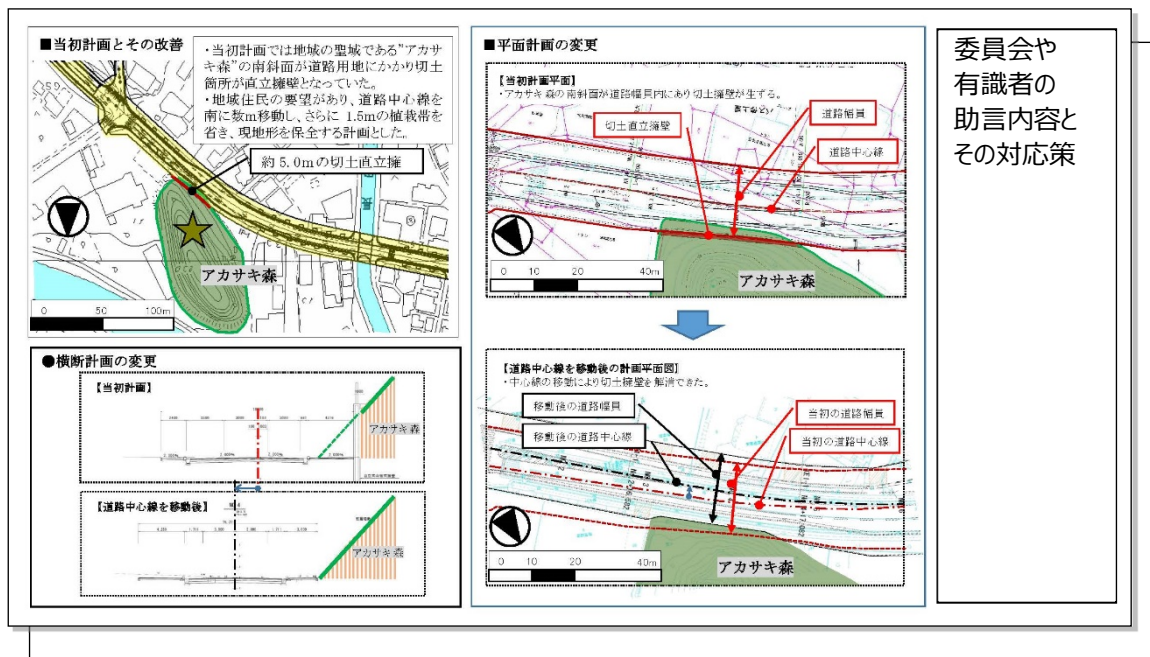 ■当初計画とその改善
・当初計画では地域の聖域である"アカサ
キ森"の南斜面が道路用地にかかり切土
箇所が直立擁壁となっていた。
・地域住民の要望があり、道路中心線を
南に数m移動し、さらに 1.5mの植栽帯を
省き、現地形を保全する計画とした。
約5.0mの切土直立擁
アカサキ森
0 50 100m
●横断計画の変更
【当初計画】
アカサキ森
【道路中心線を移動後】
アカサキ森
■平面計画の変更
【当初計画平面】
・アカサキ森の南斜面が道路幅員内にあり切土擁壁が生ずる。
切土直立擁壁
道路幅員
道路中心線
0 10 20 40m
アカサキ森
【道路中心線を移動後の計画平面図】
・中心線の移動により切土擁壁を解消できた。
移動後の道路幅員
移動後の道路中心線
当初の道路幅員
当初の道路中心線
0 10 20 40m
アカサキ森
委員会や
有識者の
助言内容と
その対応策